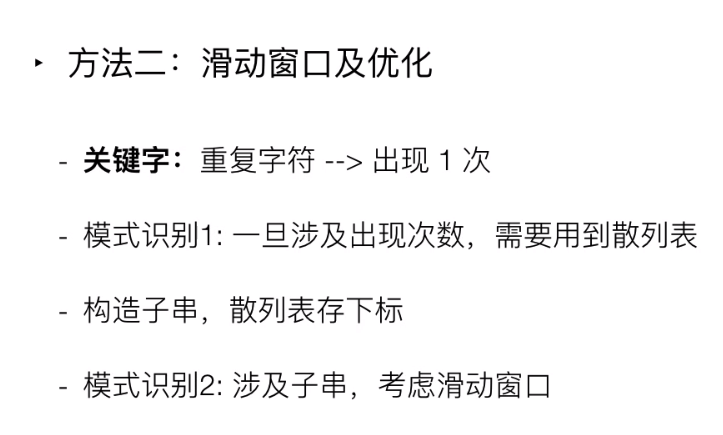 ‣ 方法二：滑动窗口及优化
- 关键字：重复字符 --> 出现 1 次
- 模式识别1: 一旦涉及出现次数，需要用到散列表
- 构造子串，散列表存下标
- 模式识别2: 涉及子串，考虑滑动窗口